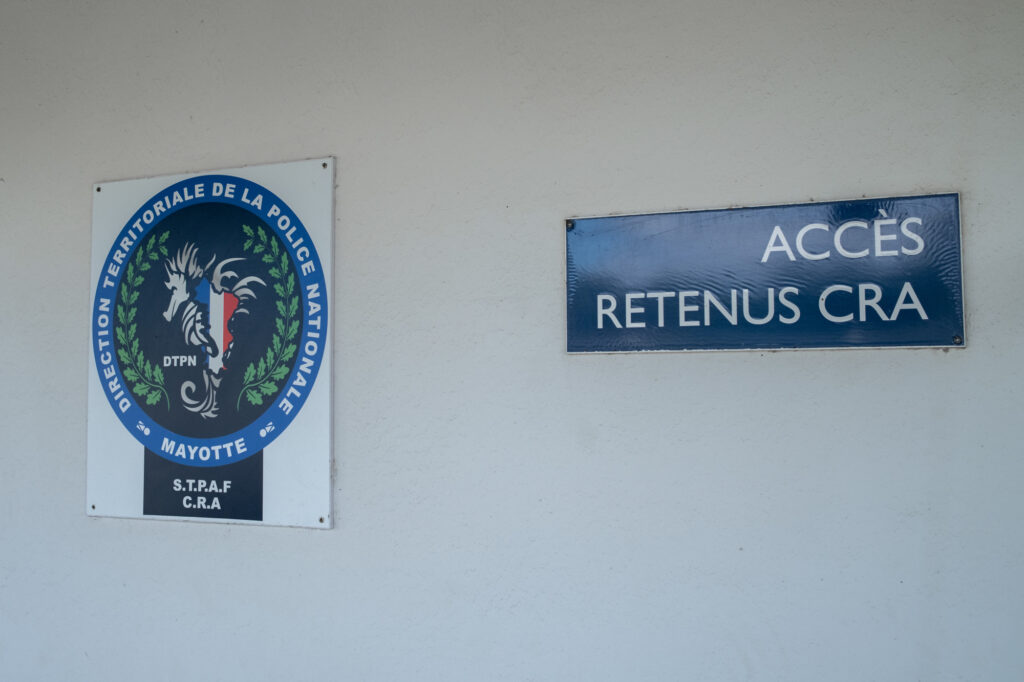 DIRECTION TERRITORIALE DE LA POLICE NATIONALE
DTPN
MAYOTTE
S.T.P.A.F
C.R.A
ACCÈS
RETENUS CRA